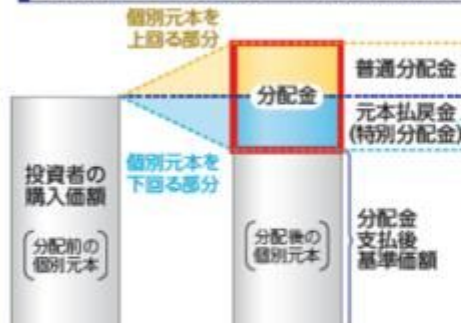 個別元本を
上回る部分
普通分配金
分配金
元本払戻金
(特別分配金)
個別元本を
下回る部分
投資者の
購入価額
分配前の
個別元本
分配後の
個別元本
分配金
支払後
基準価額